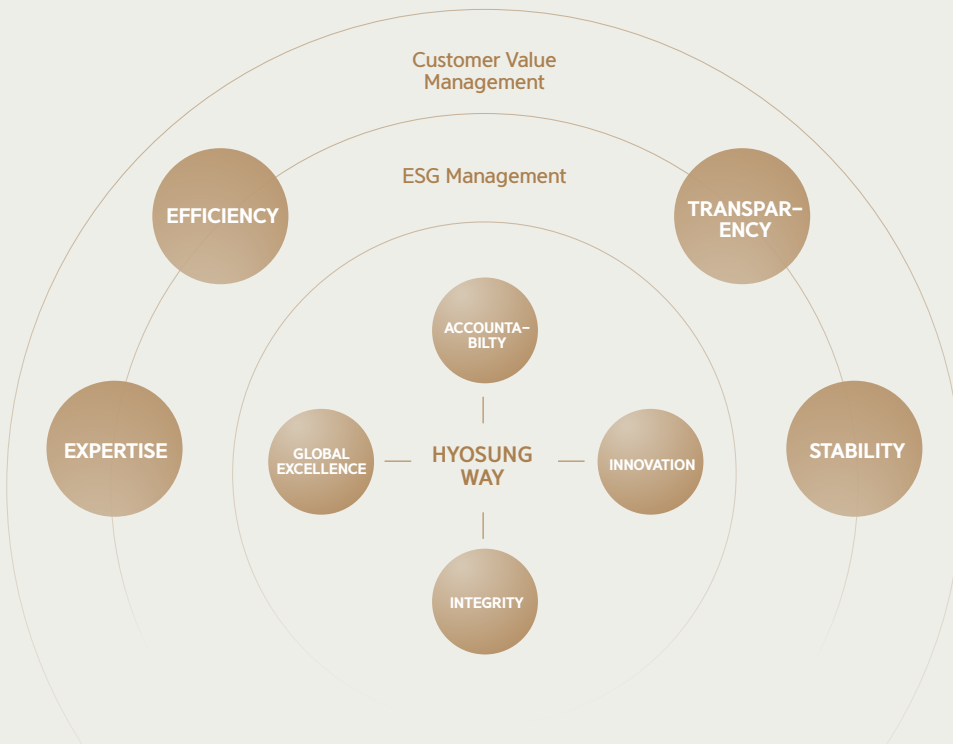 Customer Value
Management
ESG Management
EFFICIENCY
TRANSPAR-
ENCY
ACCOUNTA-
BILTY
EXPERTISE
GLOBAL
EXCELLENCE
HYOSUNG
WAY
INNOVATION
STABILITY
INTEGRITY